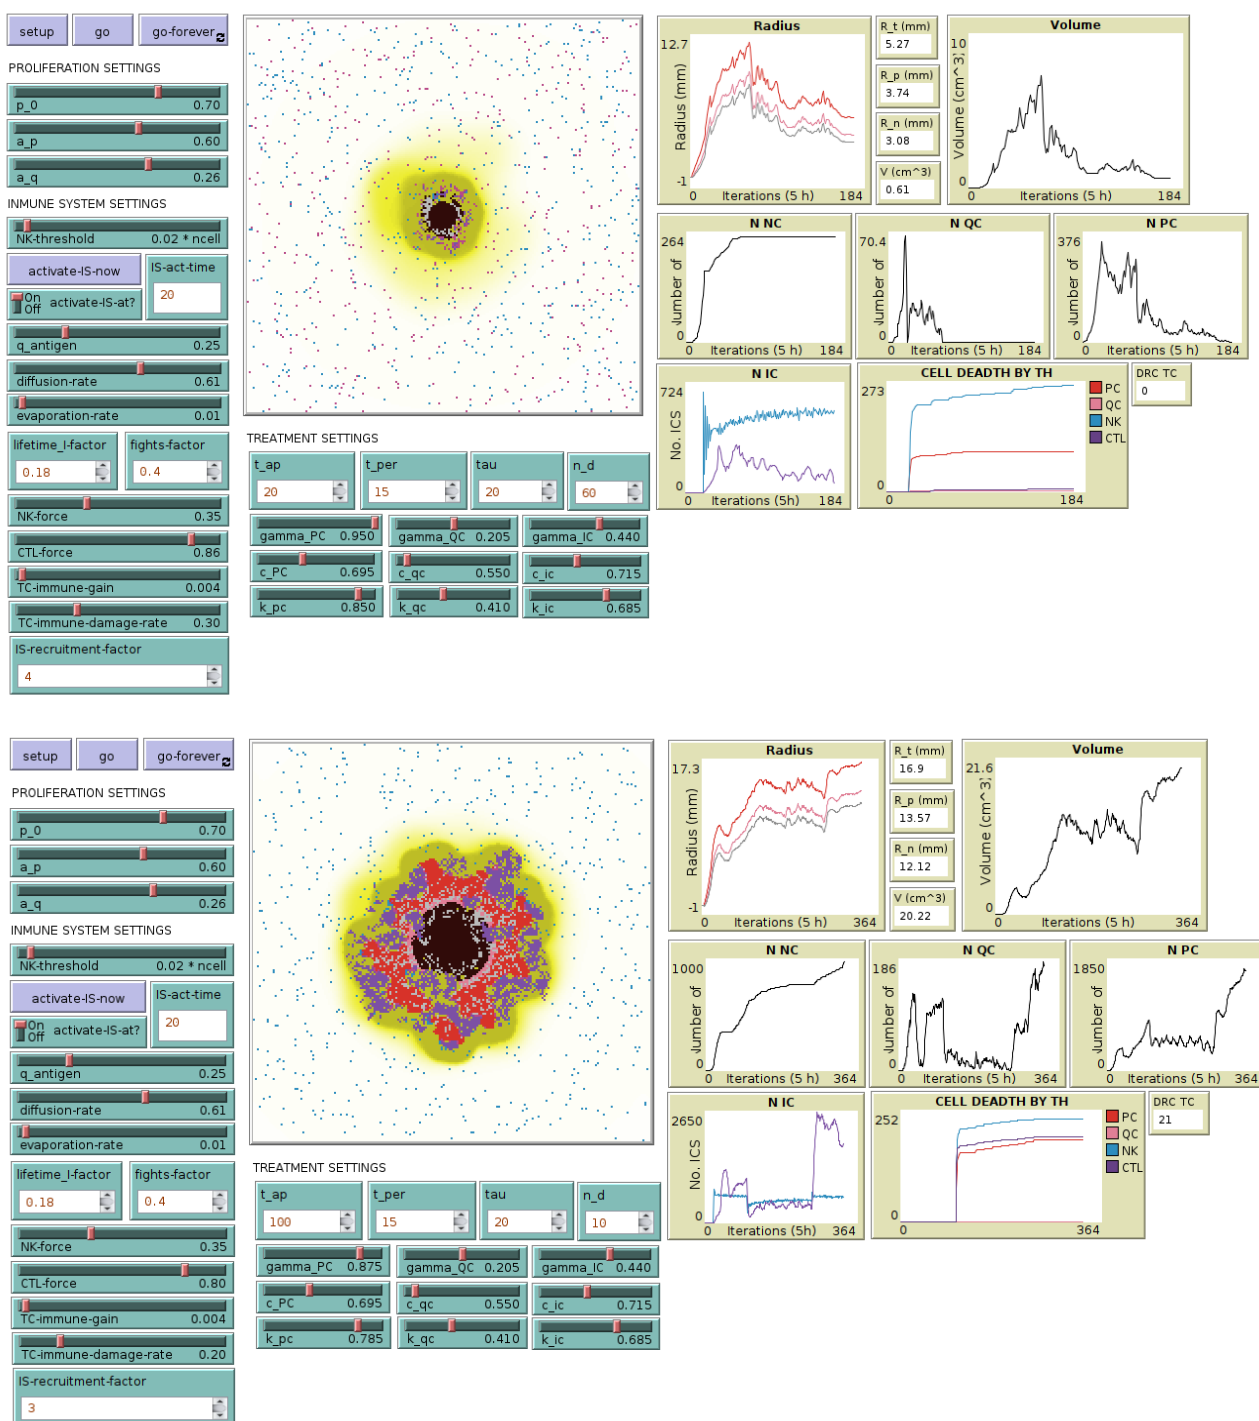 setup go go-forever
PROLIFERATION SETTINGS
p_0 0.70
a_p 0.60
a_q 0.26
INMUNE SYSTEM SETTINGS
NK-threshold 0.02 * ncell
activate-IS-now
IS-act-time
20
On
Off
activate-IS-at?
q_antigen 0.25
diffusion-rate 0.61
evaporation-rate 0.01
lifetime_I-factor
0.18
fights-factor
0.4
NK-force 0.35
CTL-force 0.86
TC-immune-gain 0.004
TC-immune-damage-rate 0.30
IS-recruitment-factor
4
TREATMENT SETTINGS
t_ap
20
t_per
15
tau
20
n_d
60
gamma_PC 0.950
gamma_QC 0.205
gamma_IC 0.440
c_PC 0.695
c_qc 0.550
c_ic 0.715
k_pc 0.850
k_qc 0.410
k_ic 0.685
Radius
Radius (mm)
12.7
-1
0
Iterations (5 h)
184
R_t (mm)
5.27
R_p (mm)
3.74
R_n (mm)
3.08
V (cm^3)
0.61
Volume
Volume (cm^3)
10
0
0
Iterations (5 h)
184
N NC
Number of
264
0
0
Iterations (5 h)
184
N QC
Number of
70.4
0
0
Iterations (5 h)
184
N PC
Number of
376
0
0
Iterations (5 h)
184
N IC
No. ICS
724
0
0
Iterations (5h)
184
CELL DEADTH BY TH
273
0
0
184
PC
QC
NK
CTL
DRC TC
0
setup go go-forever
PROLIFERATION SETTINGS
p_0 0.70
a_p 0.60
a_q 0.26
INMUNE SYSTEM SETTINGS
NK-threshold 0.02 * ncell
activate-IS-now
IS-act-time
20
On
Off
activate-IS-at?
q_antigen 0.25
diffusion-rate 0.61
evaporation-rate 0.01
lifetime_I-factor
0.18
fights-factor
0.4
NK-force 0.35
CTL-force 0.80
TC-immune-gain 0.004
TC-immune-damage-rate 0.20
IS-recruitment-factor
3
TREATMENT SETTINGS
t_ap
100
t_per
15
tau
20
n_d
10
gamma_PC 0.875
gamma_QC 0.205
gamma_IC 0.440
c_PC 0.695
c_qc 0.550
c_ic 0.715
k_pc 0.785
k_qc 0.410
k_ic 0.685
Radius
Radius (mm)
17.3
-1
0
Iterations (5 h)
364
R_t (mm)
16.9
R_p (mm)
13.57
R_n (mm)
12.12
V (cm^3)
20.22
Volume
Volume (cm^3)
21.6
0
0
Iterations (5 h)
364
N NC
Number of
1000
0
0
Iterations (5 h)
364
N QC
Number of
186
0
0
Iterations (5 h)
364
N PC
Number of
1850
0
0
Iterations (5 h)
364
N IC
No. ICS
2650
0
0
Iterations (5h)
364
CELL DEADTH BY TH
252
0
0
364
PC
QC
NK
CTL
DRC TC
21